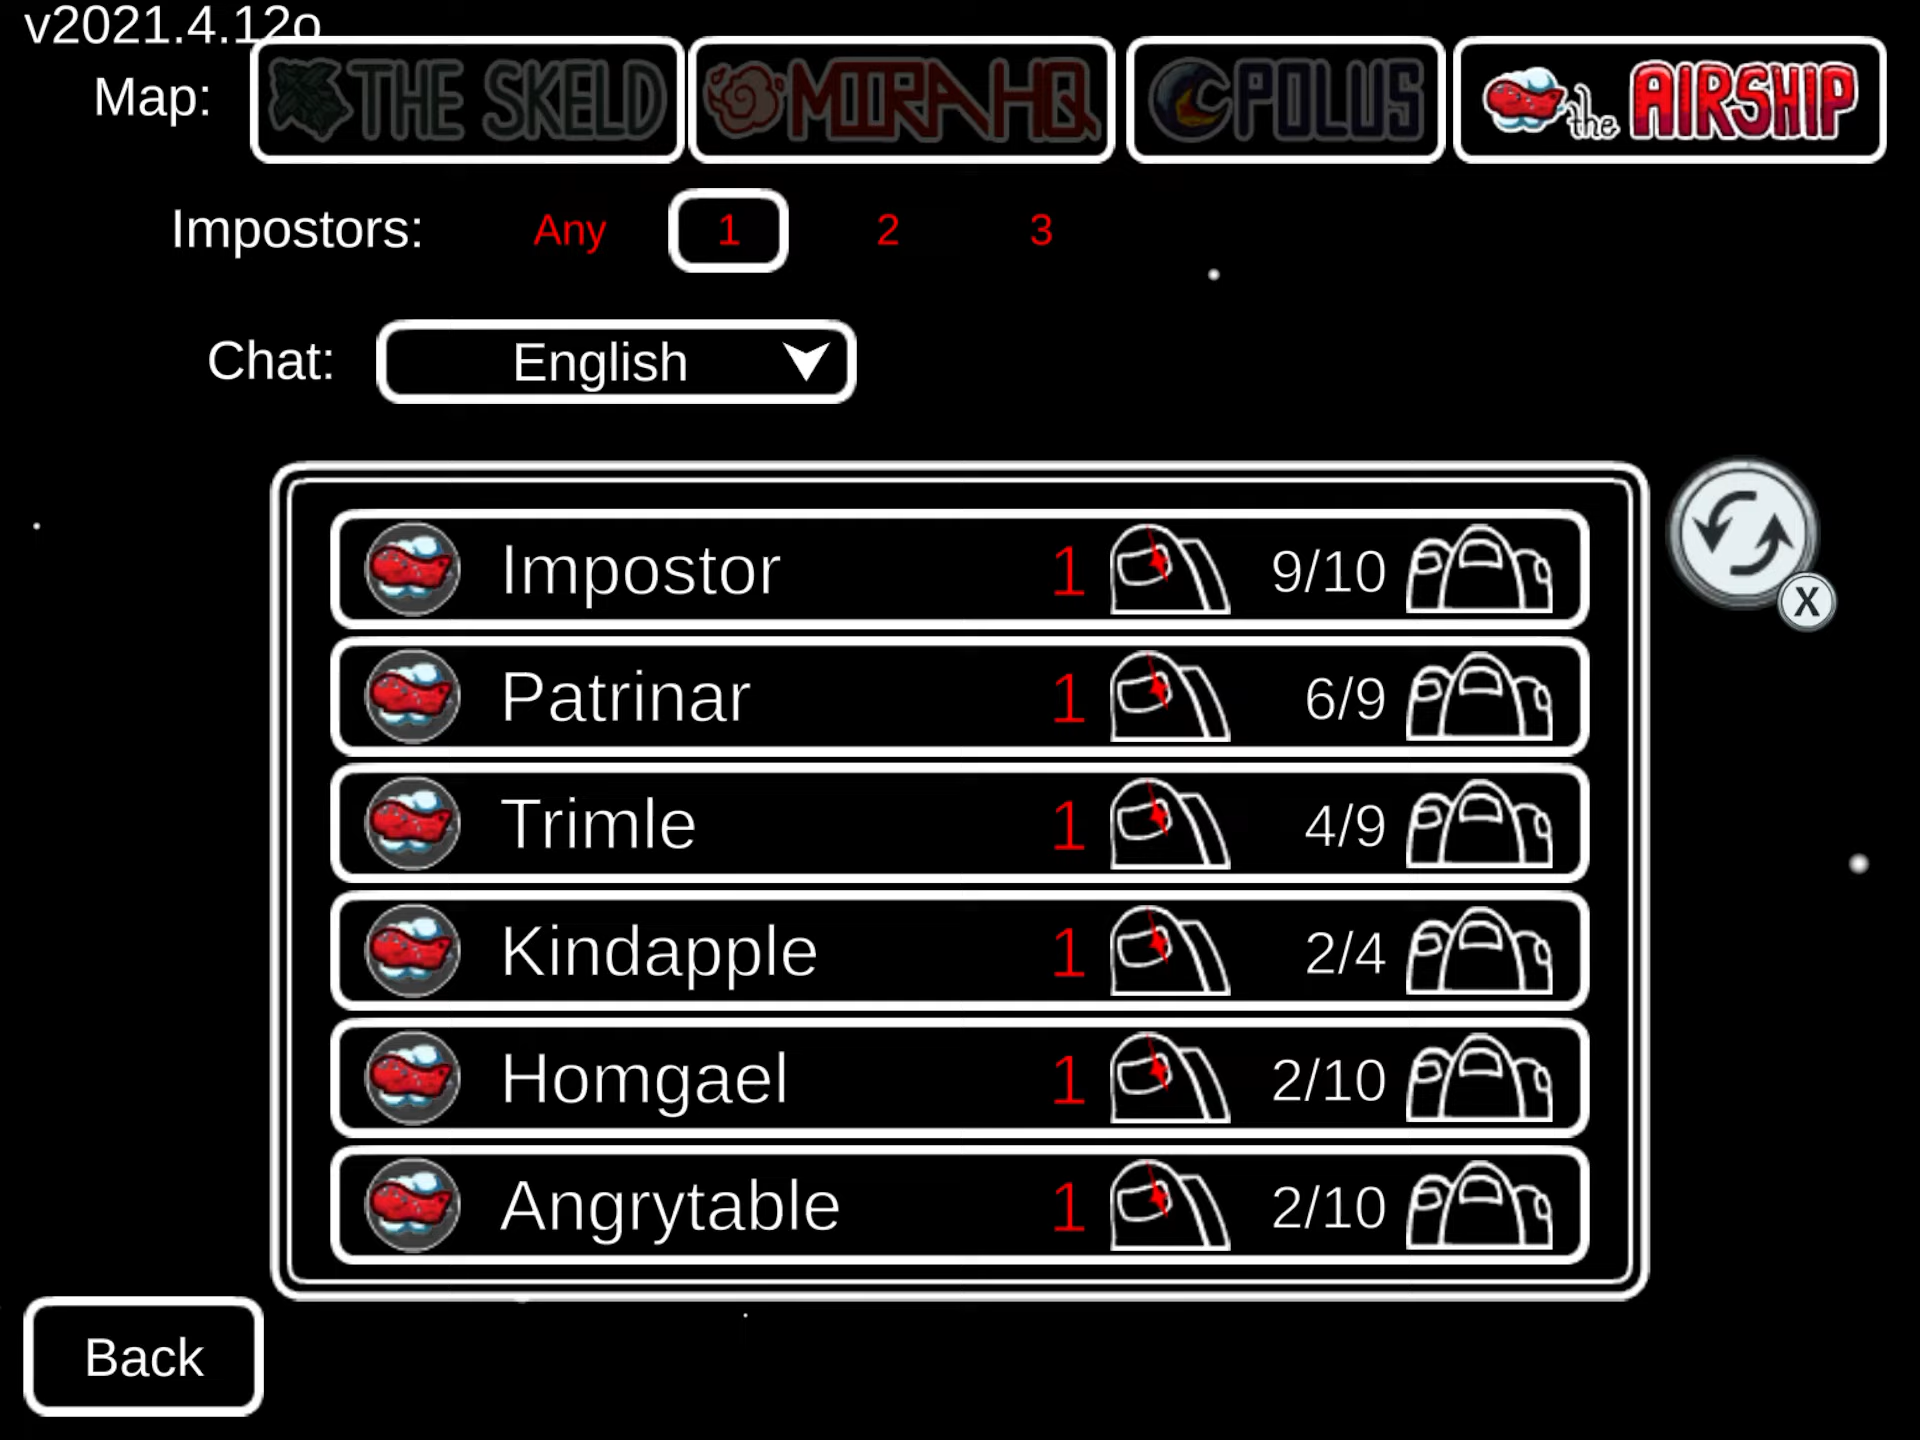 v2021.4.12o
Map: THE SKELD MIRA HQ POLUS the AIRSHIP
Impostors: Any 1 2 3
Chat: English
Impostor 1 9/10
X
Patrinar 1 6/9
Trimle 1 4/9
Kindapple 1 2/4
Homgael 1 2/10
Angrytable 1 2/10
Back